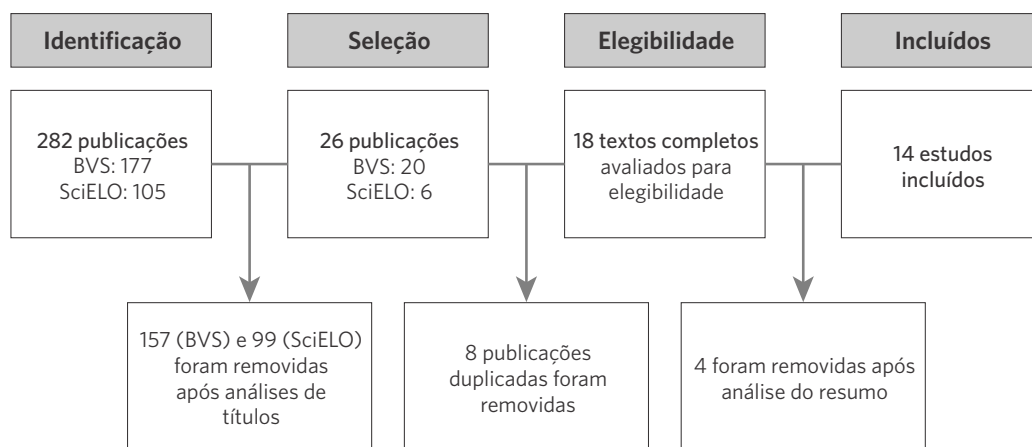 Identificação
Seleção
Elegibilidade
Incluídos
282 publicações
BVS: 177
SciELO: 105
26 publicações
BVS: 20
SciELO: 6
18 textos completos
avaliados para
elegibilidade
14 estudos
incluídos
157 (BVS) e 99 (SciELO)
foram removidas
após análises de
títulos
8 publicações
duplicadas foram
removidas
4 foram removidas após
análise do resumo